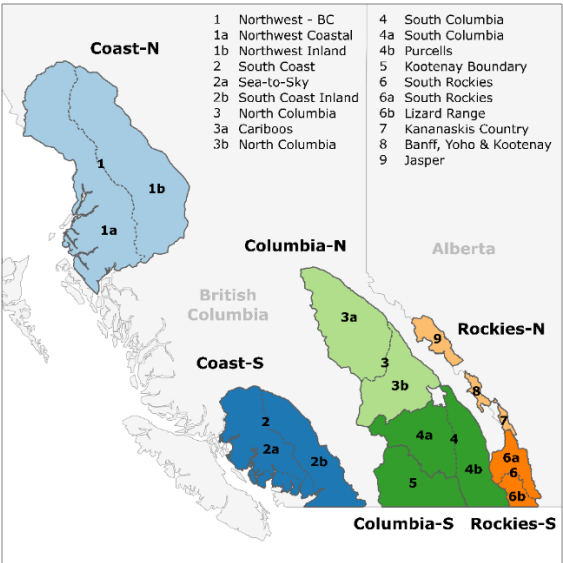 Coast-N
1 Northwest - BC
1a Northwest Coastal
1b Northwest Inland
2 South Coast
2a Sea-to-Sky
2b South Coast Inland
3 North Columbia
3a Cariboos
3b North Columbia
4 South Columbia
4a South Columbia
4b Purcells
5 Kootenay Boundary
6 South Rockies
6a South Rockies
6b Lizard Range
7 Kananaskis Country
8 Banff, Yoho & Kootenay
9 Jasper
1
1b
1a
Columbia-N
Alberta
British
Columbia
3a
Rockies-N
9
Coast-S
3
3b
8
2
7
4a
4
2a
2b
6a
5
4b
6
6b
Columbia-S
Rockies-S